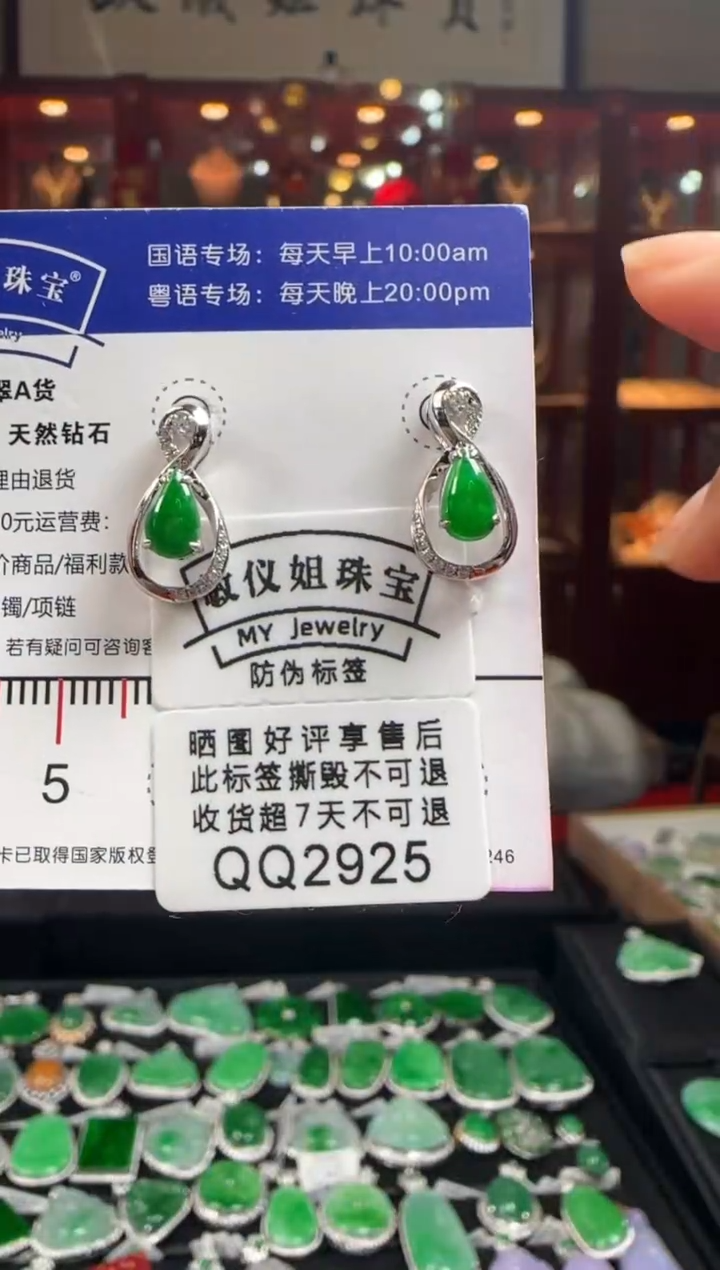 国语专场：每天早上10:00am
粤语专场：每天晚上20:00pm
珠宝®
elry
翠A货
天然钻石
理由退货
0元运营费：
价商品/福利款
镯/项链
若有疑问可咨询客
5
敏仪姐珠宝
MY Jewelry
防伪标签
晒图好评享售后
此标签撕毁不可退
收货超7天不可退
QQ2925
卡已取得国家版权登
246